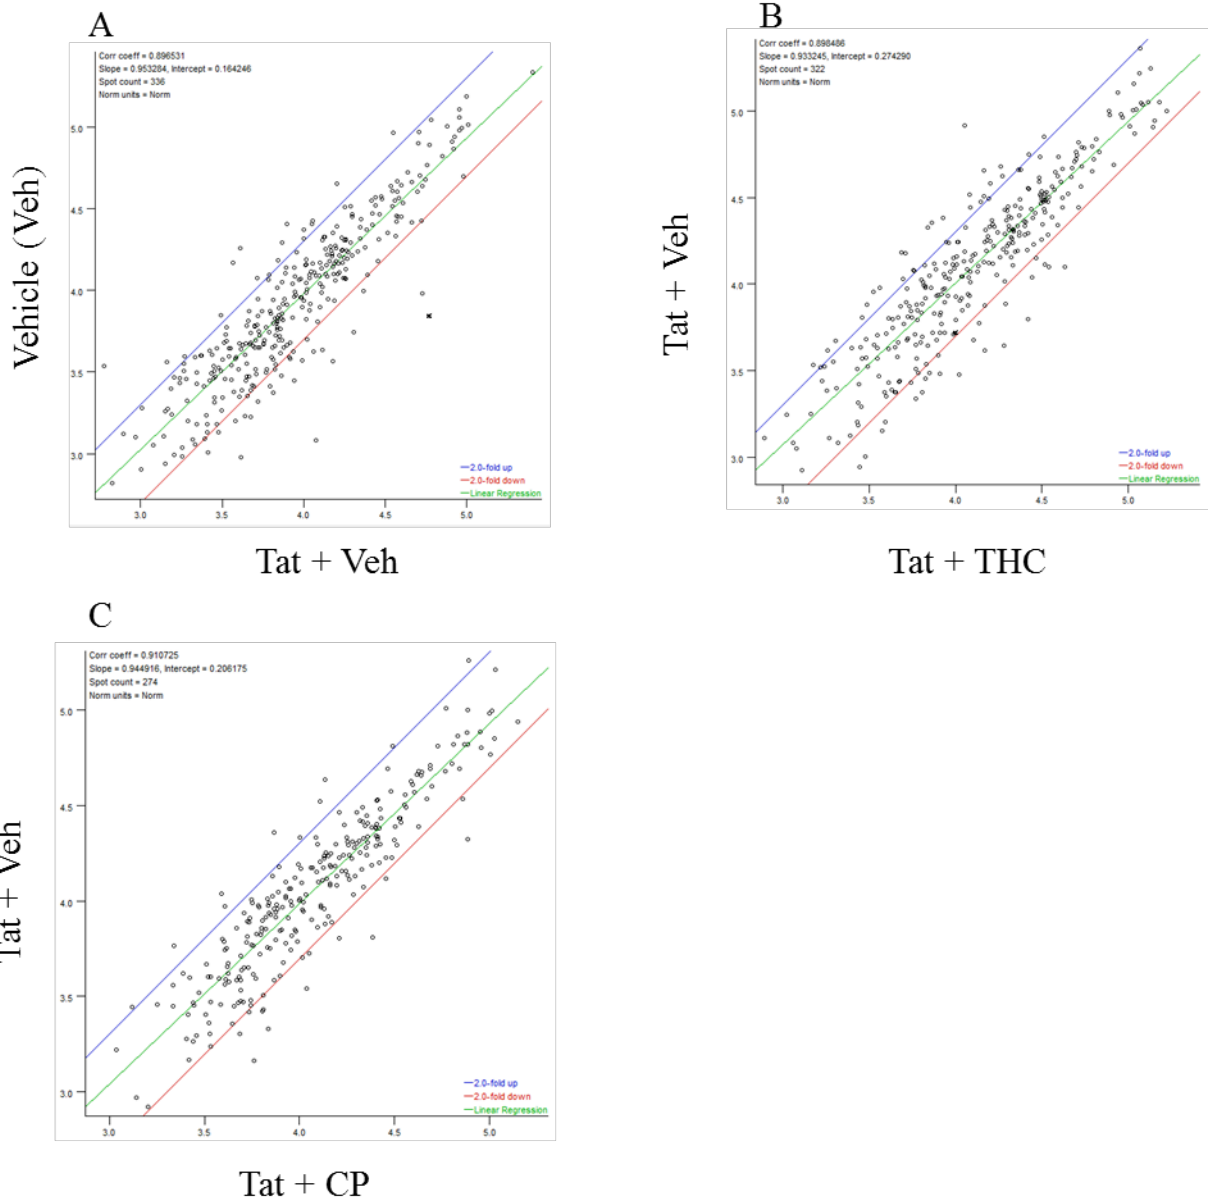 A
Corr coeff = 0.896531
Slope = 0.953284, Intercept = 0.164246
Spot count = 336
Norm units = Norm
5.0
4.5
4.0
3.5
3.0
3.0 3.5 4.0 4.5 5.0
2.0-fold up
2.0-fold down
Linear Regression
Vehicle (Veh)
Tat + Veh
B
Corr coeff = 0.898486
Slope = 0.933245, Intercept = 0.274290
Spot count = 322
Norm units = Norm
5.0
4.5
4.0
3.5
3.0
3.0 3.5 4.0 4.5 5.0
2.0-fold up
2.0-fold down
Linear Regression
Tat + Veh
Tat + THC
C
Corr coeff = 0.910725
Slope = 0.944916, Intercept = 0.206175
Spot count = 274
Norm units = Norm
5.0
4.5
4.0
3.5
3.0
3.0 3.5 4.0 4.5 5.0
2.0-fold up
2.0-fold down
Linear Regression
Tat + Veh
Tat + CP